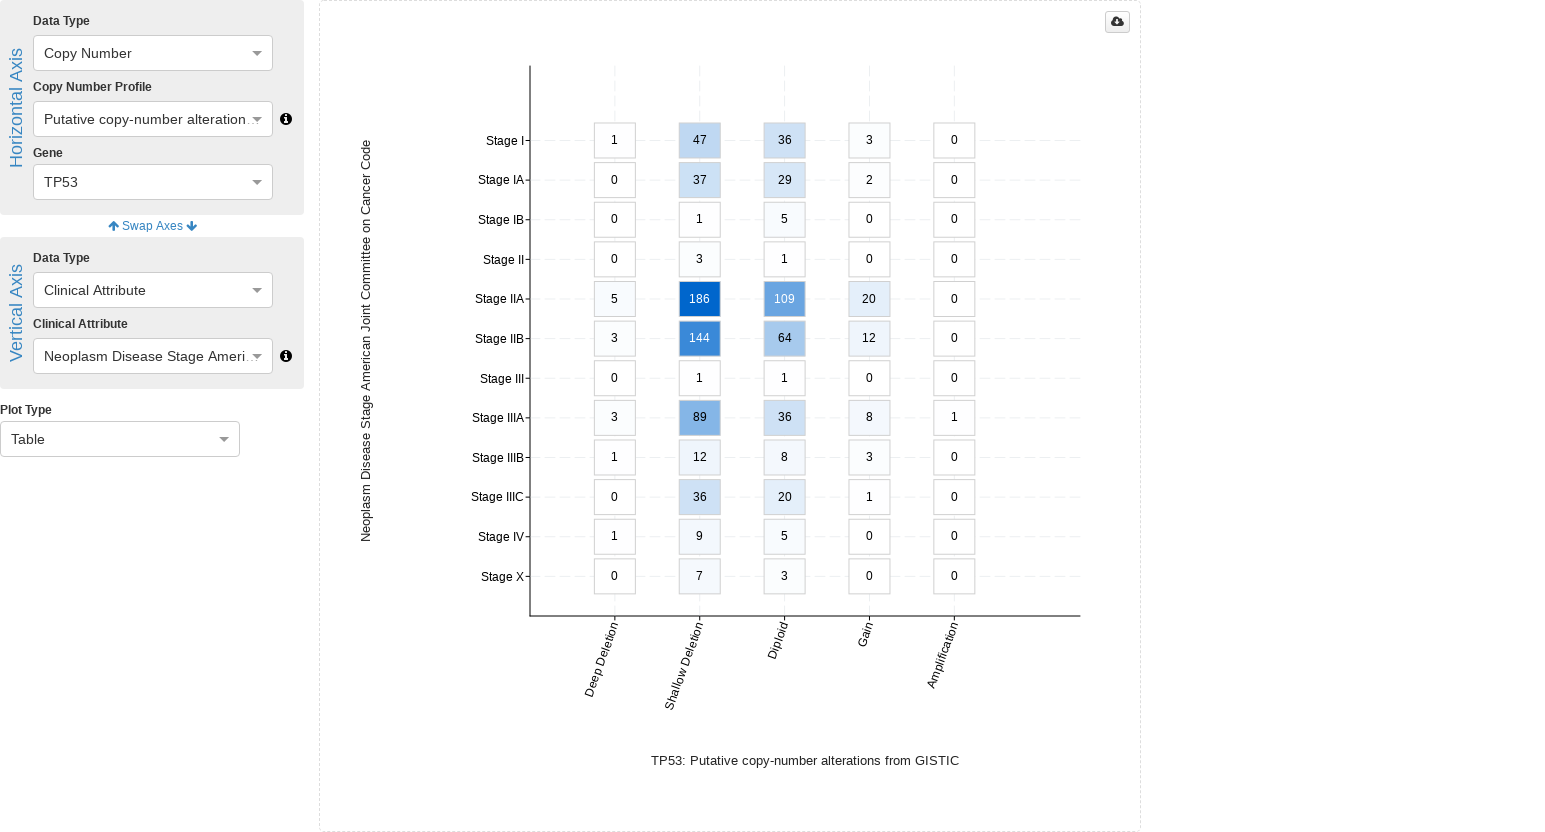 Horizontal Axis
Data Type
Copy Number
Copy Number Profile
Putative copy-number alteration…
Gene
TP53
Swap Axes
Vertical Axis
Data Type
Clinical Attribute
Clinical Attribute
Neoplasm Disease Stage Ameri…
Plot Type
Table
Neoplasm Disease Stage American Joint Committee on Cancer Code
Stage I 1 47 36 3 0
Stage IA 0 37 29 2 0
Stage IB 0 1 5 0 0
Stage II 0 3 1 0 0
Stage IIA 5 186 109 20 0
Stage IIB 3 144 64 12 0
Stage III 0 1 1 0 0
Stage IIIA 3 89 36 8 1
Stage IIIB 1 12 8 3 0
Stage IIIC 0 36 20 1 0
Stage IV 1 9 5 0 0
Stage X 0 7 3 0 0
Deep Deletion
Shallow Deletion
Diploid
Gain
Amplification
TP53: Putative copy-number alterations from GISTIC